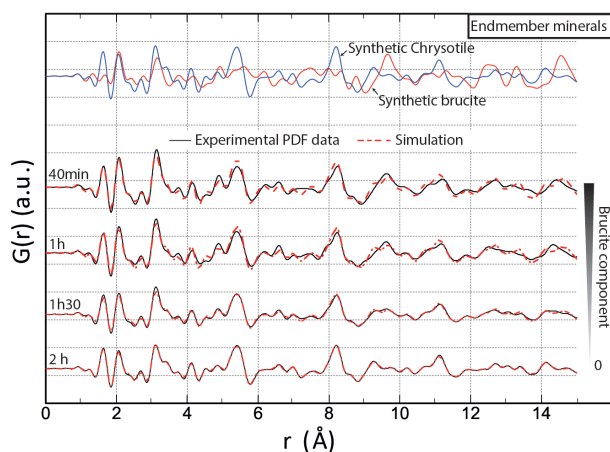 Endmember minerals
Synthetic Chrysotile
Synthetic brucite
Experimental PDF data
Simulation
40min
1h
1h30
2 h
G(r) (a.u.)
Brucite component
0
0 2 4 6 8 10 12 14
r (Å)